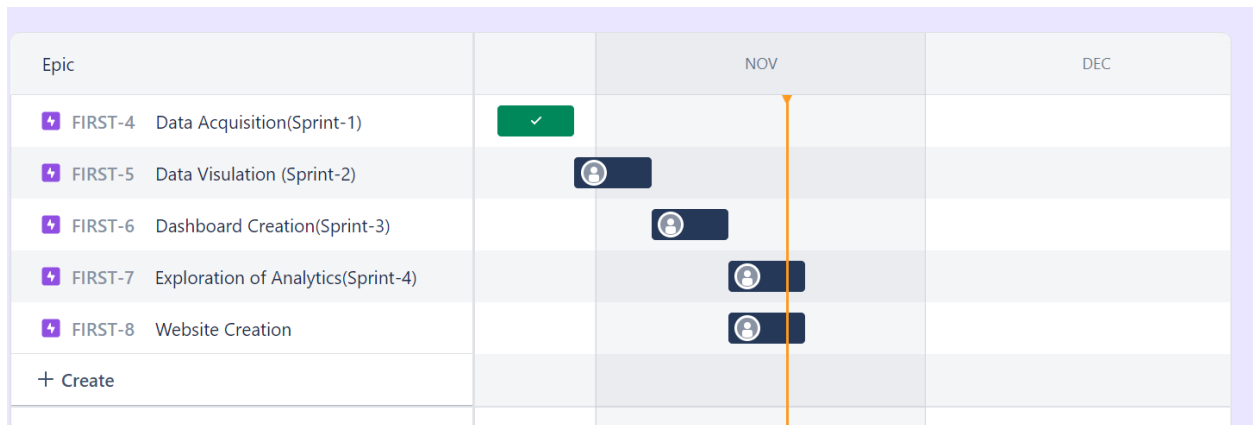 Epic
NOV
DEC
FIRST-4 Data Acquisition(Sprint-1)
FIRST-5 Data Visulation (Sprint-2)
FIRST-6 Dashboard Creation(Sprint-3)
FIRST-7 Exploration of Analytics(Sprint-4)
FIRST-8 Website Creation
+ Create